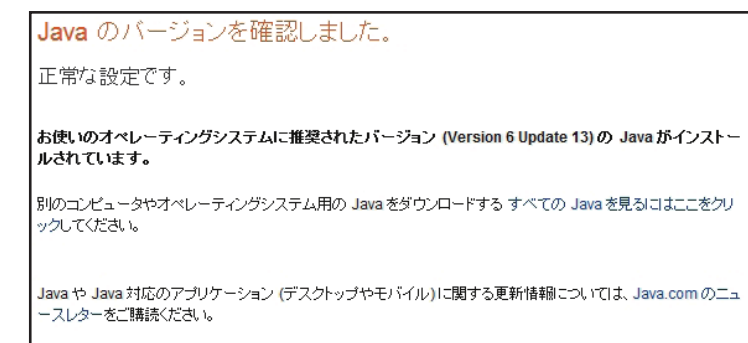 Java のバージョンを確認しました。
正常な設定です。
お使いのオペレーティングシステムに推奨されたバージョン (Version 6 Update 13) の Java がインストー
ルされています。
別のコンピュータやオペレーティングシステム用の Java をダウンロードする すべての Java を見るにはここをクリ
ックしてください。
Java や Java 対応のアプリケーション (デスクトップやモバイル) に関する更新情報については、Java.com のニュ
ースレターをご購読ください。